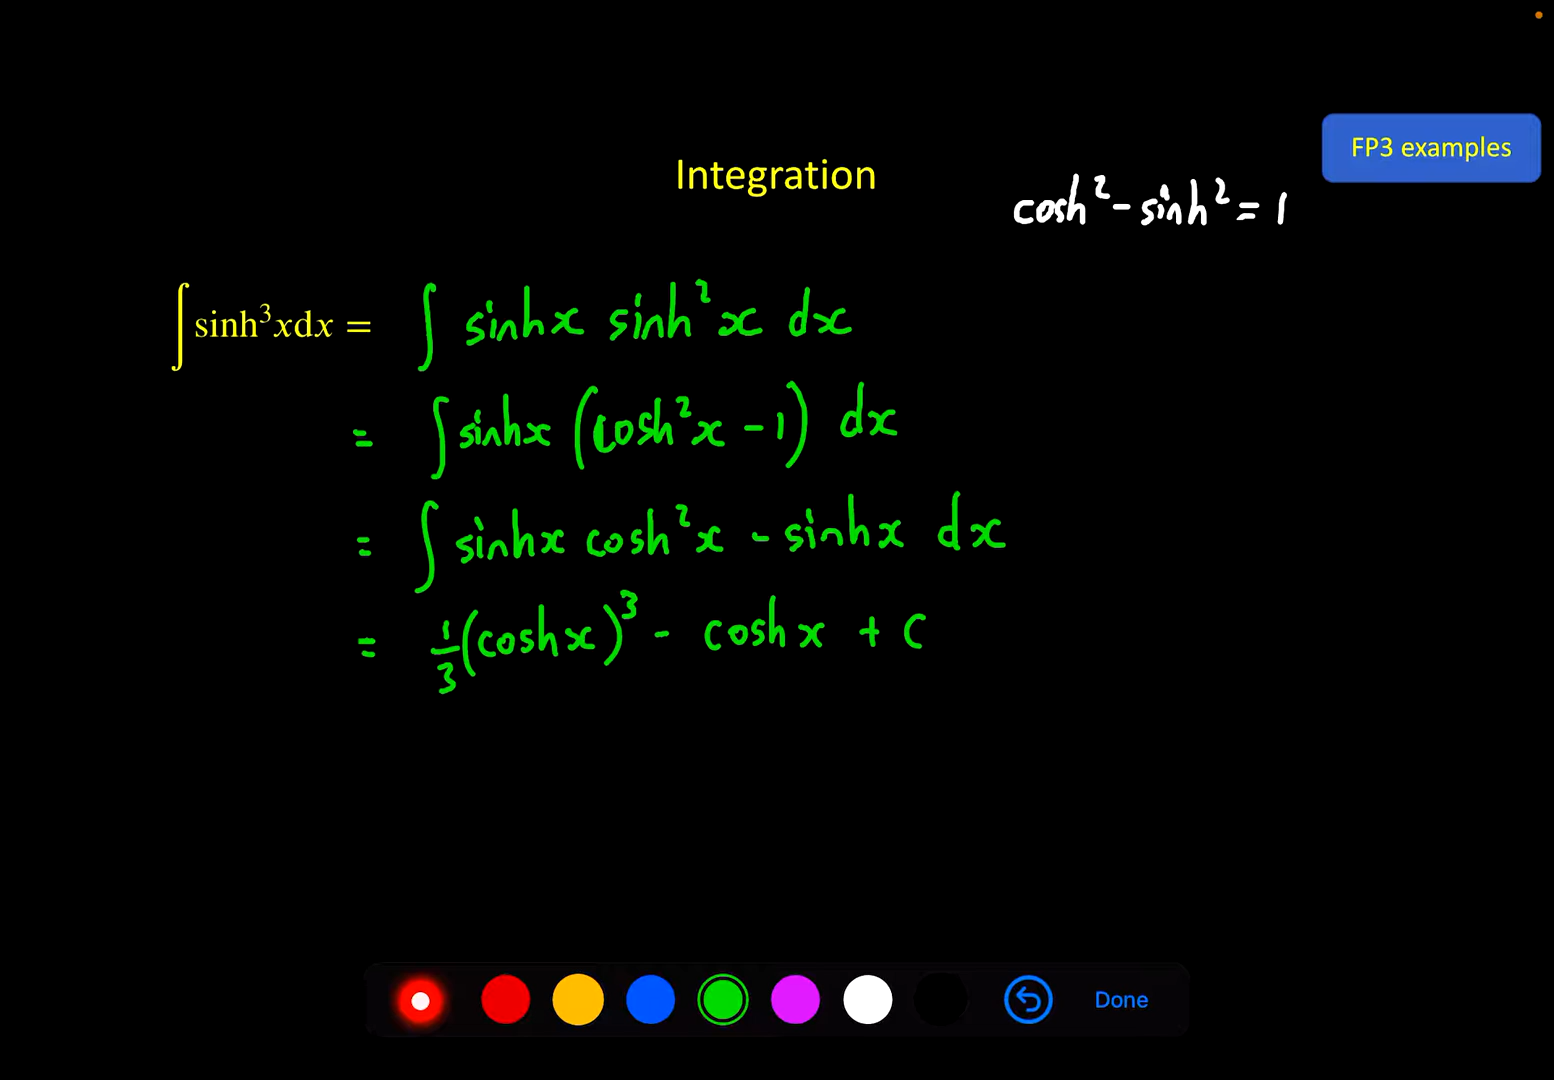 FP3 examples
Integration
cosh² - sinh² = 1
∫ sinh³xdx = ∫ sinhx sinh²x dx
= ∫ sinhx (cosh²x - 1) dx
= ∫ sinhx cosh²x - sinhx dx
= 1/3 (coshx)³ - coshx + c
Done